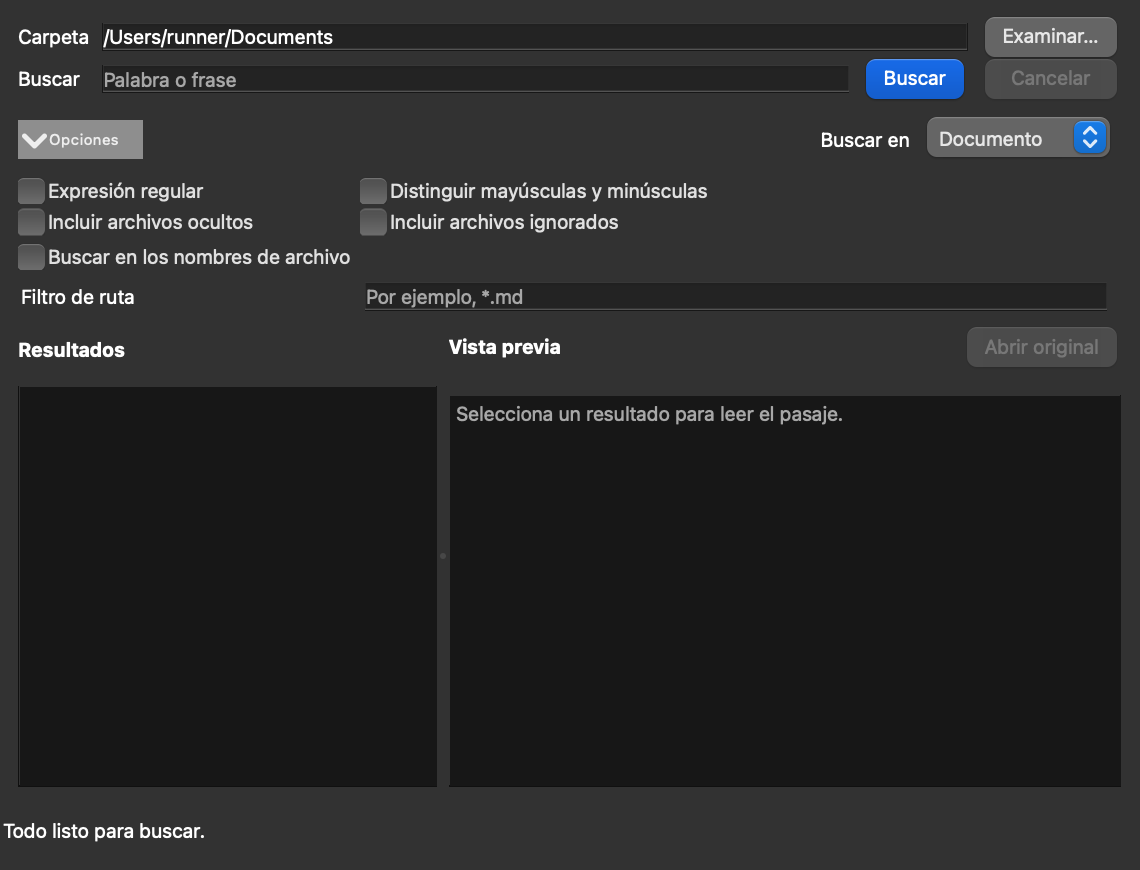 Carpeta /Users/runner/Documents Examinar...
Buscar Palabra o frase Buscar Cancelar
Opciones Buscar en Documento
Expresión regular Distinguir mayúsculas y minúsculas
Incluir archivos ocultos Incluir archivos ignorados
Buscar en los nombres de archivo
Filtro de ruta Por ejemplo, *.md
Resultados Vista previa Abrir original
Selecciona un resultado para leer el pasaje.
Todo listo para buscar.